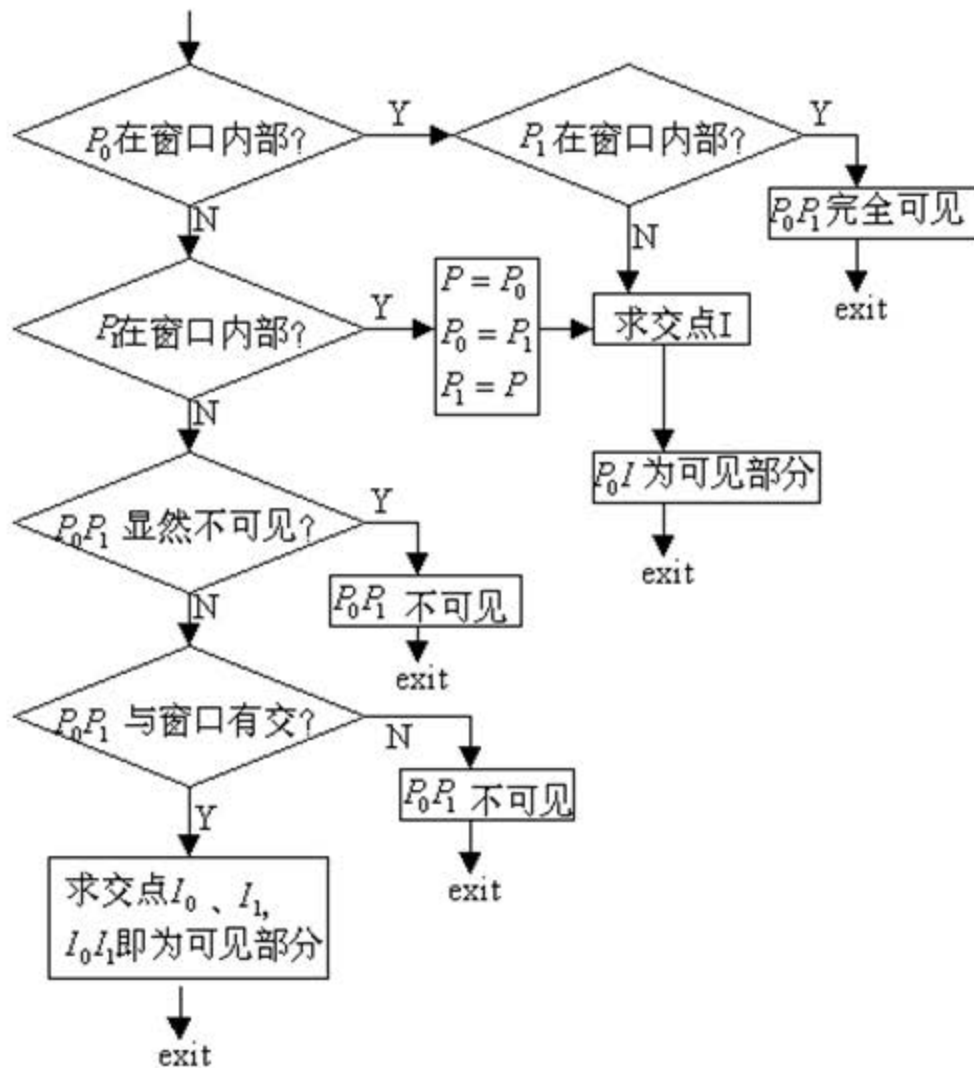 P₀在窗口内部？
Y
P₁在窗口内部？
Y
N
N
P₀P₁完全可见
exit
P₁在窗口内部？
Y
P = P₀
P₀ = P₁
P₁ = P
求交点I
N
P₀I 为可见部分
exit
P₀P₁ 显然不可见？
Y
N
P₀P₁ 不可见
exit
P₀P₁ 与窗口有交？
N
Y
P₀P₁ 不可见
exit
求交点I₀、I₁,
I₀I₁即为可见部分
exit